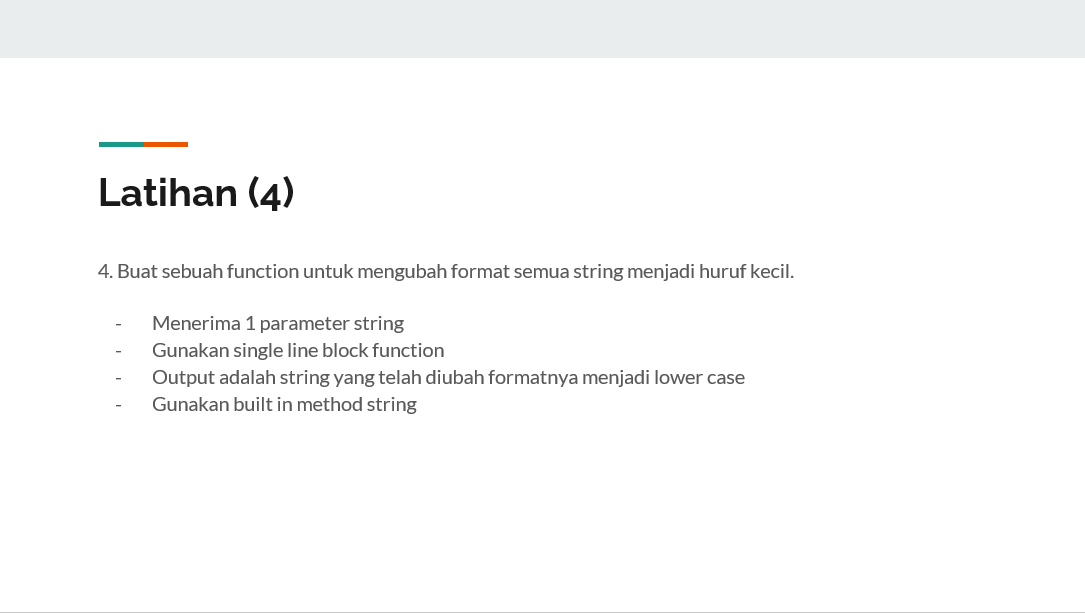 Latihan (4)
4. Buat sebuah function untuk mengubah format semua string menjadi huruf kecil.
- Menerima 1 parameter string
- Gunakan single line block function
- Output adalah string yang telah diubah formatnya menjadi lower case
- Gunakan built in method string